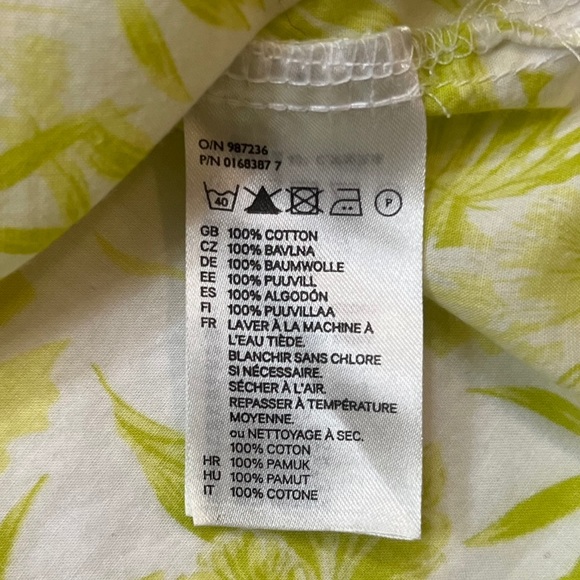 O/N 987236
P/N 0168387 7
40 P
GB 100% COTTON
CZ 100% BAVLNA
DE 100% BAUMWOLLE
EE 100% PUUVILL
ES 100% ALGODÓN
FI 100% PUUVILLAA
FR LAVER À LA MACHINE À
L'EAU TIÈDE.
BLANCHIR SANS CHLORE
SI NÉCESSAIRE.
SÉCHER À L'AIR.
REPASSER À TEMPÉRATURE
MOYENNE.
ou NETTOYAGE À SEC.
100% COTON
HR 100% PAMUK
HU 100% PAMUT
IT 100% COTONE